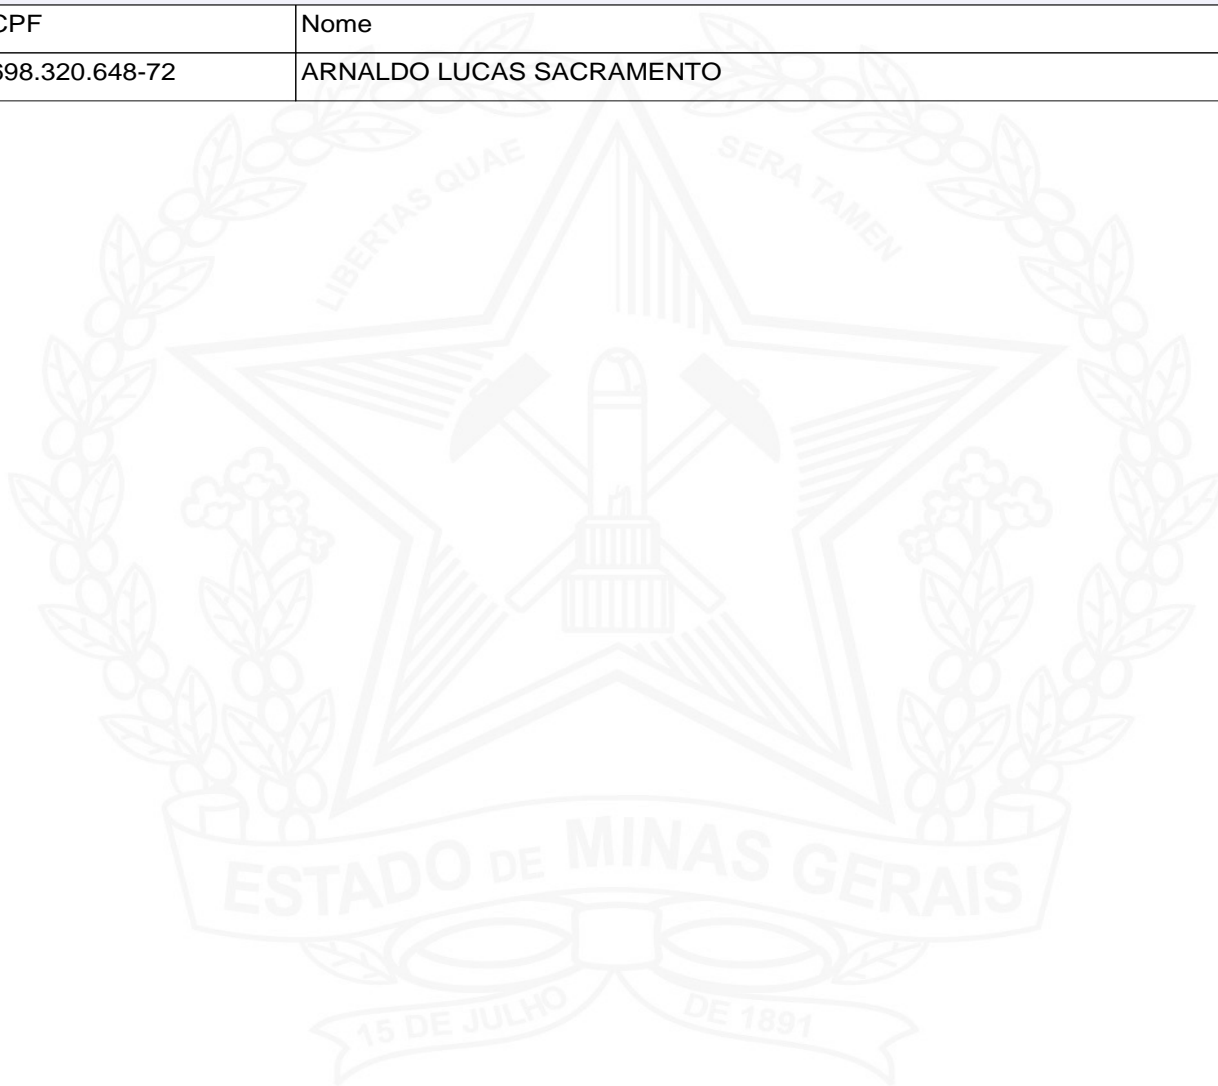 CPF Nome
698.320.648-72 ARNALDO LUCAS SACRAMENTO
LIBERTAS QUAE SERA TAMEN
ESTADO DE MINAS GERAIS
15 DE JULHO DE 1891